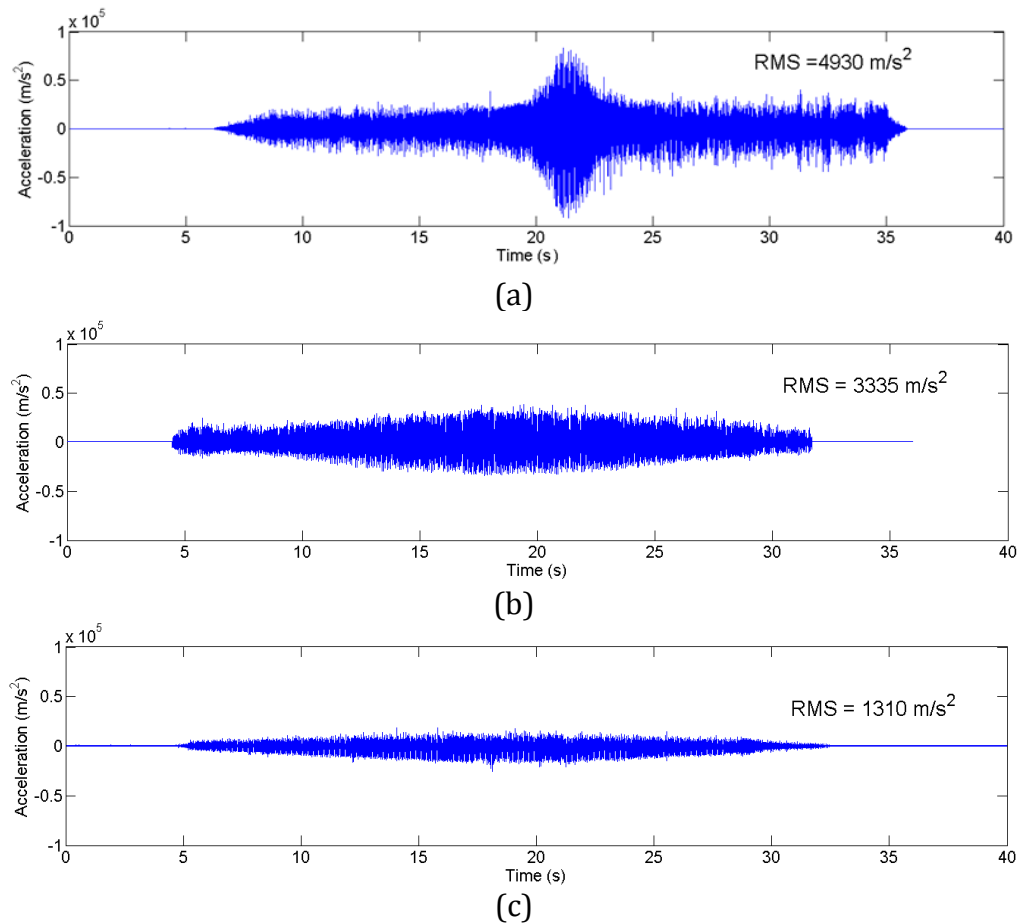 x 10^5
1
0.5
0
-0.5
-1
Acceleration (m/s^2)
RMS =4930 m/s^2
0 5 10 15 20 25 30 35 40
Time (s)
(a)
x 10^5
1
0.5
0
-0.5
-1
Acceleration (m/s^2)
RMS = 3335 m/s^2
0 5 10 15 20 25 30 35 40
Time (s)
(b)
x 10^5
1
0.5
0
-0.5
-1
Acceleration (m/s^2)
RMS = 1310 m/s^2
0 5 10 15 20 25 30 35 40
Time (s)
(c)